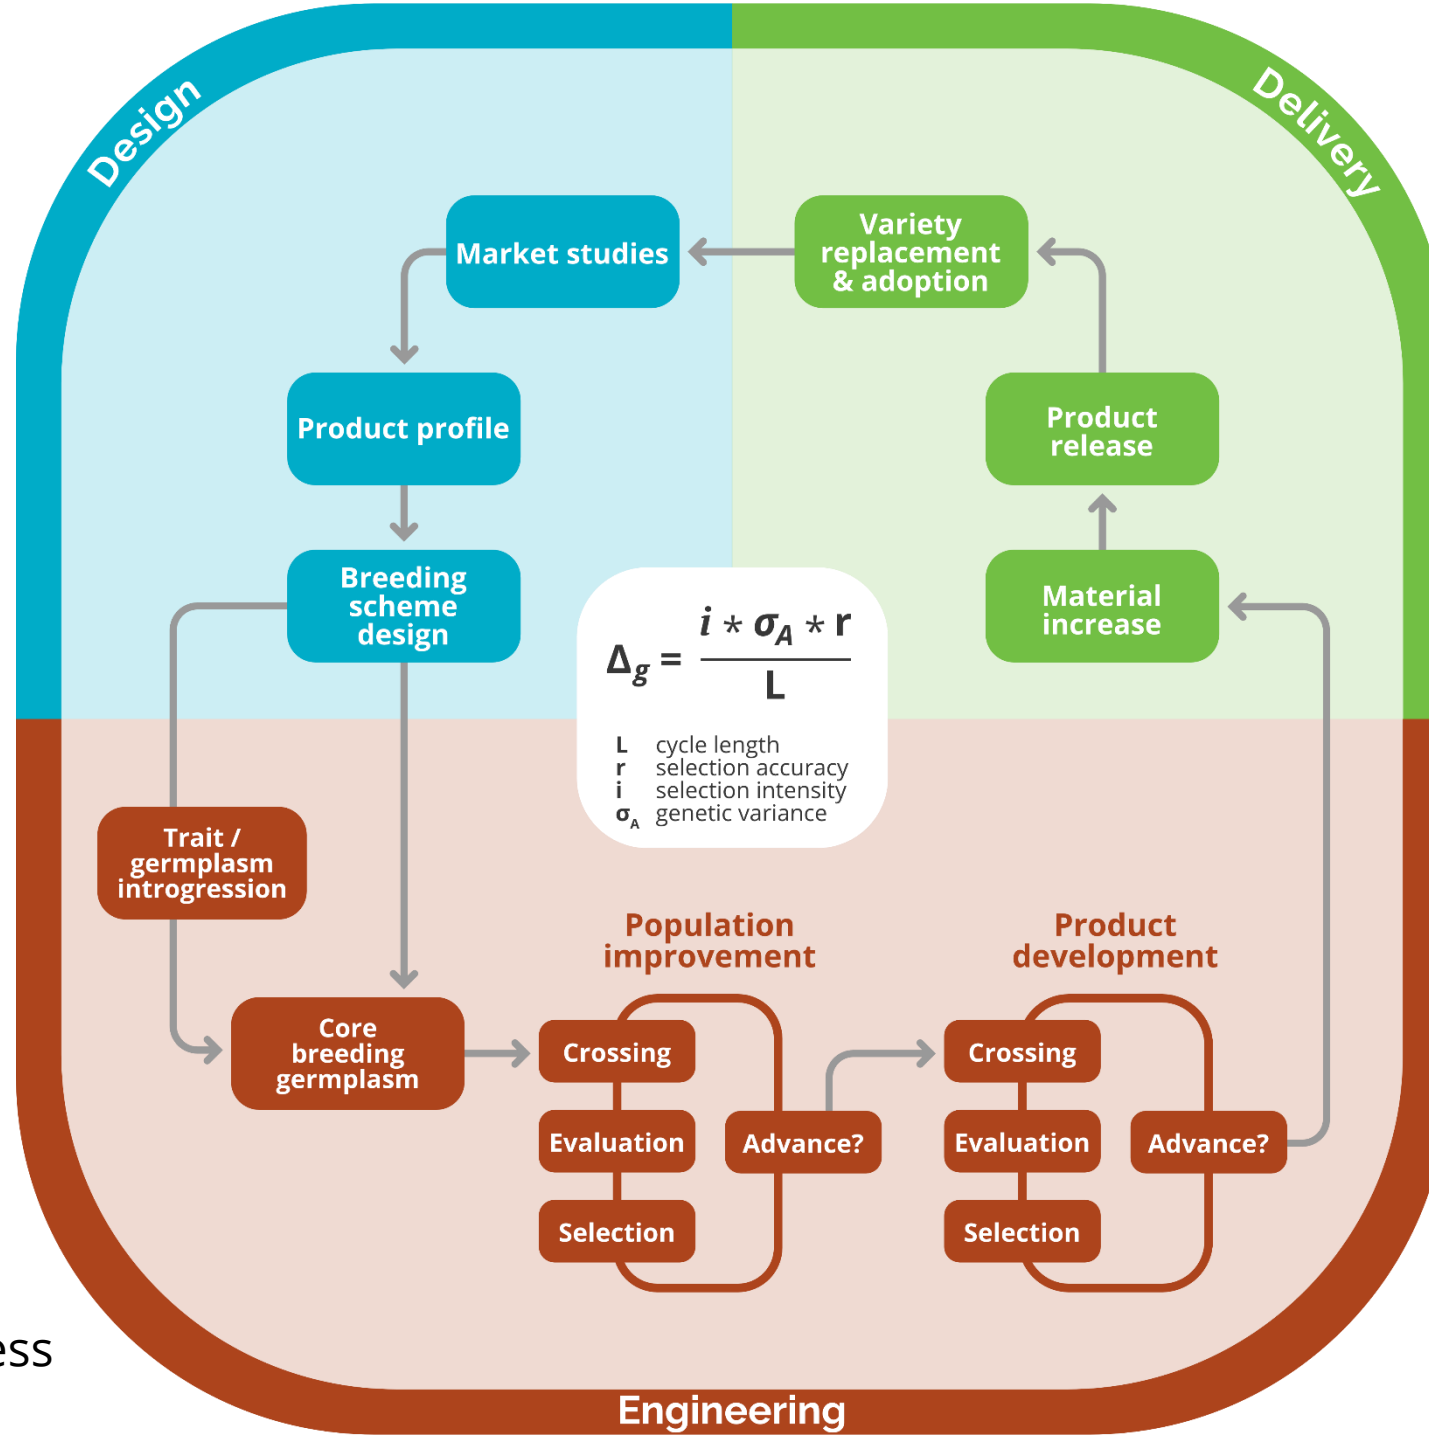 Design
Delivery
Market studies
Variety
replacement
& adoption
Product profile
Product
release
Breeding
scheme
design
Material
increase
Δg = i * σA * r
L
L cycle length
r selection accuracy
i selection intensity
σA genetic variance
Trait /
germplasm
introgression
Population
improvement
Product
development
Core
breeding
germplasm
Crossing
Evaluation
Selection
Advance?
Crossing
Evaluation
Selection
Advance?
ess
Engineering